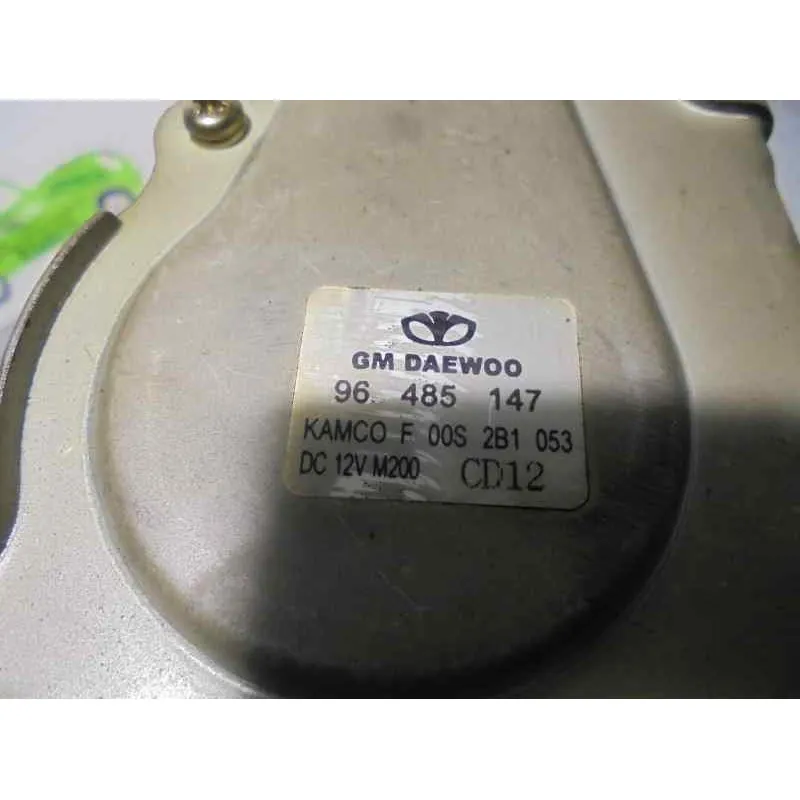 GM DAEWOO
96 485 147
KAMCO F 00S 2B1 053
DC 12V M200 CD12